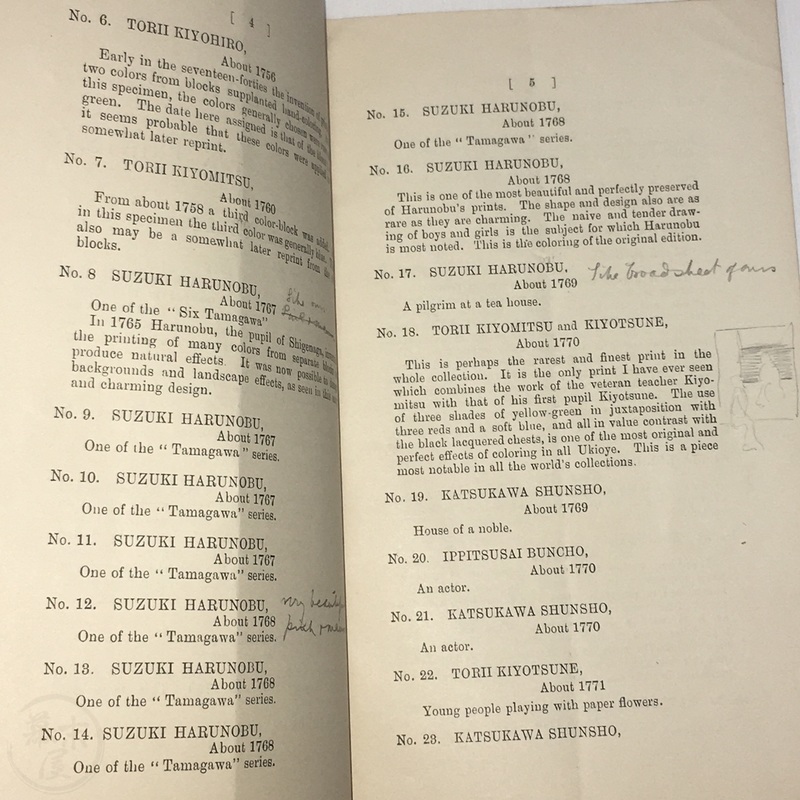 [ 4 ]
No. 6. TORII KIYOHIRO,
About 1756
Early in the seventeen-forties the invention of
two colors from blocks supplanted hand-coloring.
this specimen, the colors generally chosen were
green. The date here assigned is that of the
it seems probable that these colors were applied
somewhat later reprint.
No. 7. TORII KIYOMITSU,
About 1760
From about 1758 a third color-block was added.
in this specimen the third color was generally blue.
also may be a somewhat later reprint from the
blocks.
No. 8 SUZUKI HARUNOBU,
About 1767
One of the "Six Tamagawa"
In 1765 Harunobu, the pupil of Shigenaga,
the printing of many colors from separate blocks
produce natural effects. It was now possible to
backgrounds and landscape effects, as seen in this
and charming design.
No. 9. SUZUKI HARUNOBU,
About 1767
One of the "Tamagawa" series.
No. 10. SUZUKI HARUNOBU,
About 1767
One of the "Tamagawa" series.
No. 11. SUZUKI HARUNOBU,
About 1767
One of the "Tamagawa" series.
No. 12. SUZUKI HARUNOBU, very
About 1768
One of the "Tamagawa" series.
No. 13. SUZUKI HARUNOBU,
About 1768
One of the "Tamagawa" series.
No. 14. SUZUKI HARUNOBU,
About 1768
One of the "Tamagawa" series.
[ 5 ]
No. 15. SUZUKI HARUNOBU,
About 1768
One of the "Tamagawa" series.
No. 16. SUZUKI HARUNOBU,
About 1768
This is one of the most beautiful and perfectly preserved
of Harunobu's prints. The shape and design also are as
rare as they are charming. The naive and tender draw-
ing of boys and girls is the subject for which Harunobu
is most noted. This is the coloring of the original edition.
No. 17. SUZUKI HARUNOBU, like broadsheet of ours
About 1769
A pilgrim at a tea house.
No. 18. TORII KIYOMITSU and KIYOTSUNE,
About 1770
This is perhaps the rarest and finest print in the
whole collection. It is the only print I have ever seen
which combines the work of the veteran teacher Kiyo-
mitsu with that of his first pupil Kiyotsune. The use
of three shades of yellow-green in juxtaposition with
three reds and a soft blue, and all in value contrast with
the black lacquered chests, is one of the most original and
perfect effects of coloring in all Ukioye. This is a piece
most notable in all the world's collections.
No. 19. KATSUKAWA SHUNSHO,
About 1769
House of a noble.
No. 20. IPPITSUSAI BUNCHO,
About 1770
An actor.
No. 21. KATSUKAWA SHUNSHO,
About 1770
An actor.
No. 22. TORII KIYOTSUNE,
About 1771
Young people playing with paper flowers.
No. 23. KATSUKAWA SHUNSHO,